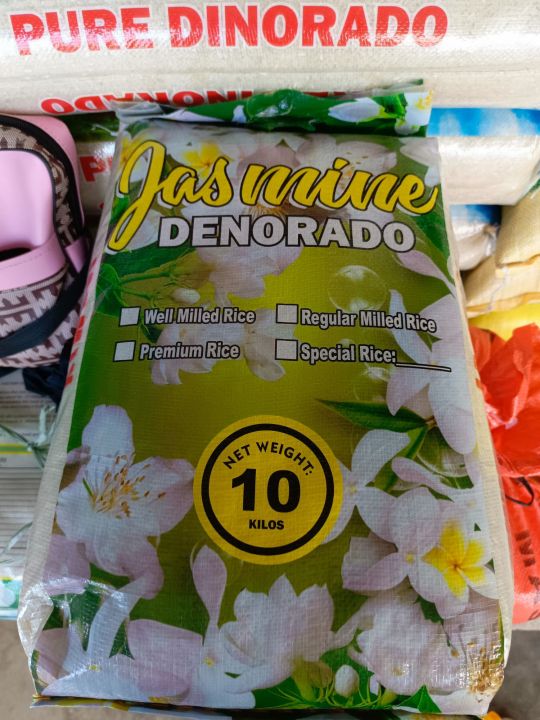 PURE DINORADO
Jasmine
DENORADO
Well Milled Rice
Regular Milled Rice
Premium Rice
Special Rice:
NET WEIGHT:
10
KILOS